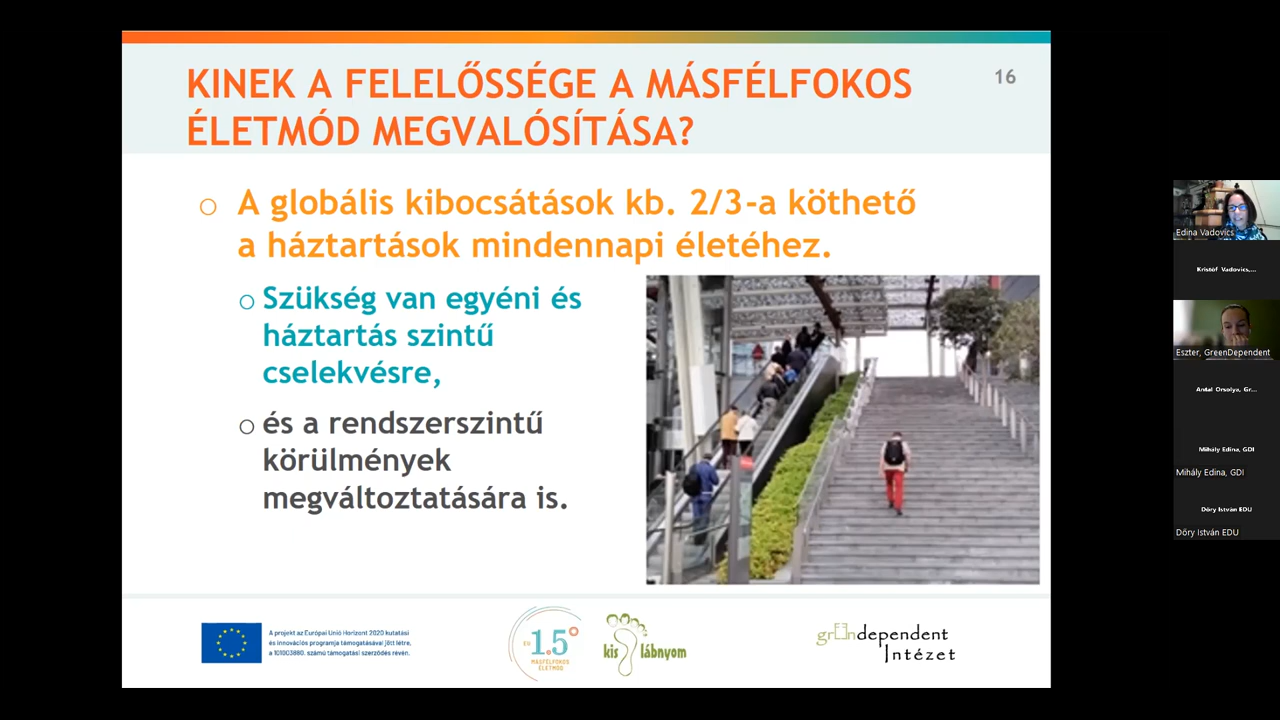 KINEK A FELELŐSSÉGE A MÁSFÉLFOKOS
ÉLETMÓD MEGVALÓSÍTÁSA?
16
A globális kibocsátások kb. 2/3-a köthető
a háztartások mindennapi életéhez.
Szükség van egyéni és
háztartás szintű
cselekvésre,
és a rendszerszintű
körülmények
megváltoztatására is.
A projekt az Európai Unió Horizont 2020 kutatási
és innovációs programja támogatásával jött létre,
a 101003880. számú támogatási szerződés révén.
EU
1.5°
MÁSFÉLFOKOS
ÉLETMÓD
kis lábnyom
greendependent
Intézet
Edina Vadovics
Kristóf Vadovics,...
Eszter, GreenDependent
Antal Orsolya, Gr...
Mihály Edina, GDI
Mihály Edina, GDI
Dőry István EDU
Dőry István EDU